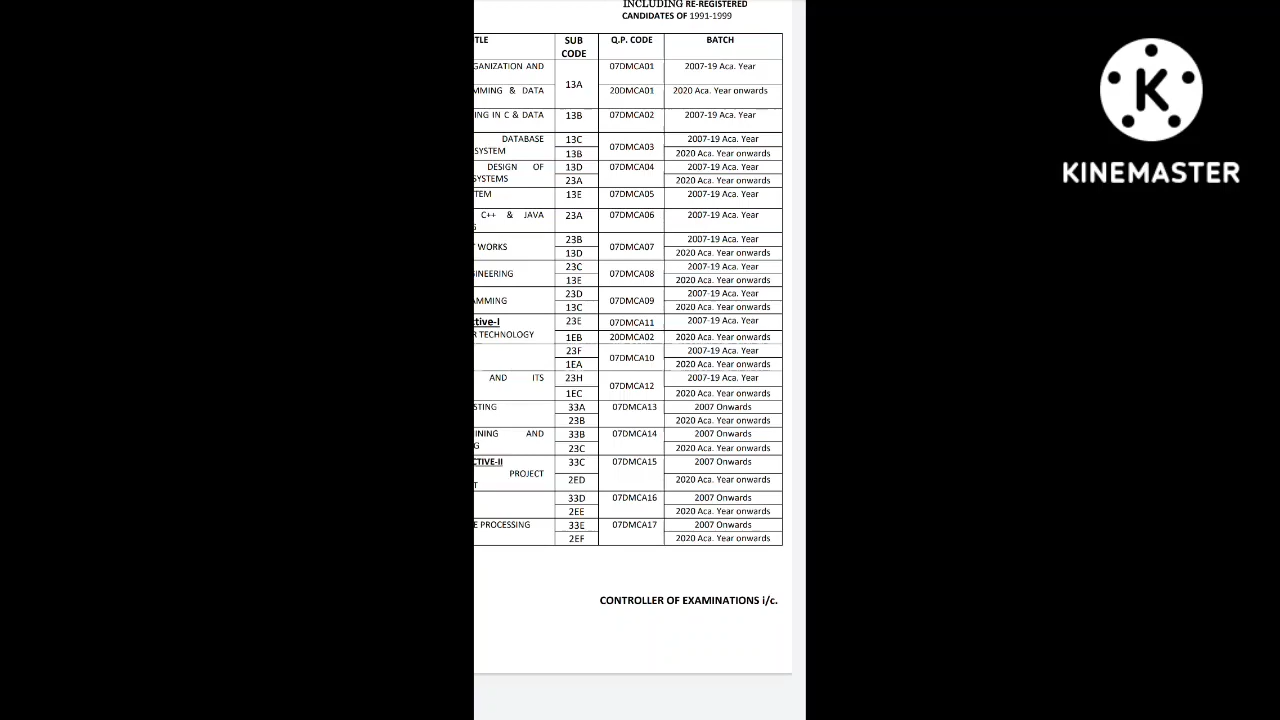 INCLUDING RE-REGISTERED
CANDIDATES OF 1991-1999
TLE SUB CODE Q.P. CODE BATCH
GANIZATION AND 13A 07DMCA01 2007-19 Aca. Year
MMING & DATA 20DMCA01 2020 Aca. Year onwards
ING IN C & DATA 13B 07DMCA02 2007-19 Aca. Year
DATABASE 13C 07DMCA03 2007-19 Aca. Year
SYSTEM 13B 2020 Aca. Year onwards
DESIGN OF 13D 07DMCA04 2007-19 Aca. Year
SYSTEMS 23A 2020 Aca. Year onwards
TEM 13E 07DMCA05 2007-19 Aca. Year
C++ & JAVA 23A 07DMCA06 2007-19 Aca. Year
WORKS 23B 07DMCA07 2007-19 Aca. Year
13D 2020 Aca. Year onwards
INEERING 23C 07DMCA08 2007-19 Aca. Year
13E 2020 Aca. Year onwards
AMMING 23D 07DMCA09 2007-19 Aca. Year
13C 2020 Aca. Year onwards
tive-I 23E 07DMCA11 2007-19 Aca. Year
R TECHNOLOGY 1EB 20DMCA02 2020 Aca. Year onwards
23F 07DMCA10 2007-19 Aca. Year
1EA 2020 Aca. Year onwards
AND ITS 23H 07DMCA12 2007-19 Aca. Year
1EC 2020 Aca. Year onwards
STING 33A 07DMCA13 2007 Onwards
23B 2020 Aca. Year onwards
INING AND 33B 07DMCA14 2007 Onwards
G 23C 2020 Aca. Year onwards
CTIVE-II 33C 07DMCA15 2007 Onwards
PROJECT
T 2ED 2020 Aca. Year onwards
33D 07DMCA16 2007 Onwards
2EE 2020 Aca. Year onwards
E PROCESSING 33E 07DMCA17 2007 Onwards
2EF 2020 Aca. Year onwards
CONTROLLER OF EXAMINATIONS i/c.
K
KINEMASTER